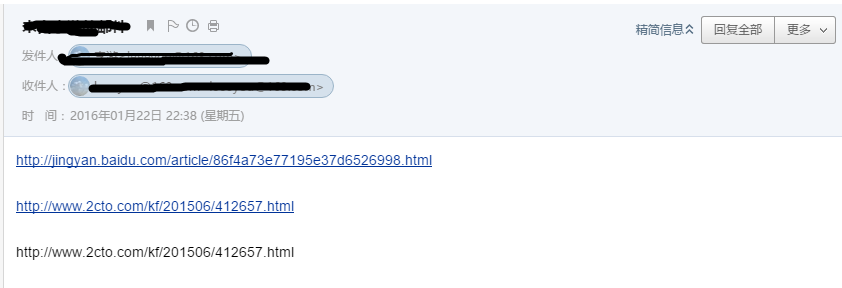 精简信息
回复全部
更多
发件人
收件人：
时 间：2016年01月22日 22:38 (星期五)
http://jingyan.baidu.com/article/86f4a73e77195e37d6526998.html
http://www.2cto.com/kf/201506/412657.html
http://www.2cto.com/kf/201506/412657.html